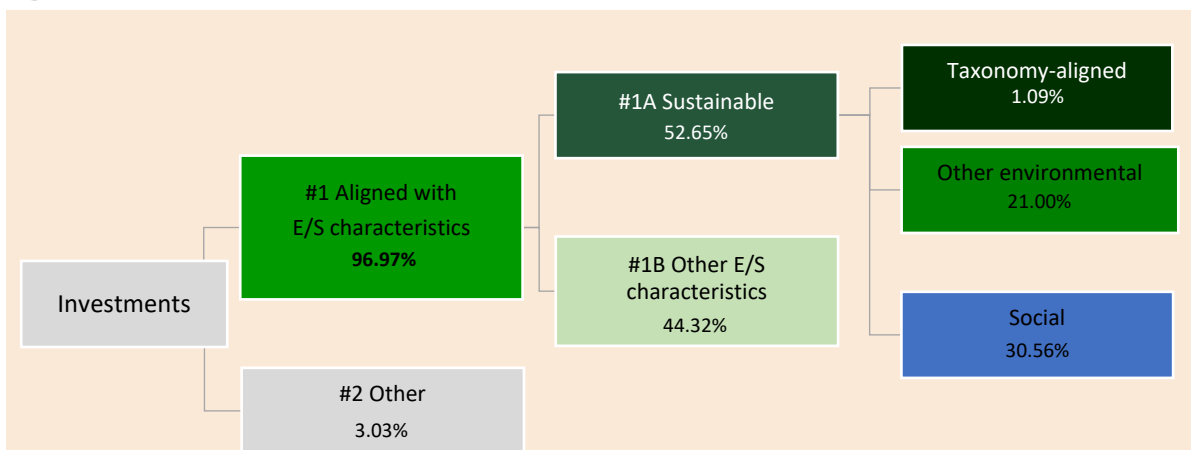 Investments
#1 Aligned with
E/S characteristics
96.97%
#2 Other
3.03%
#1A Sustainable
52.65%
#1B Other E/S
characteristics
44.32%
Taxonomy-aligned
1.09%
Other environmental
21.00%
Social
30.56%